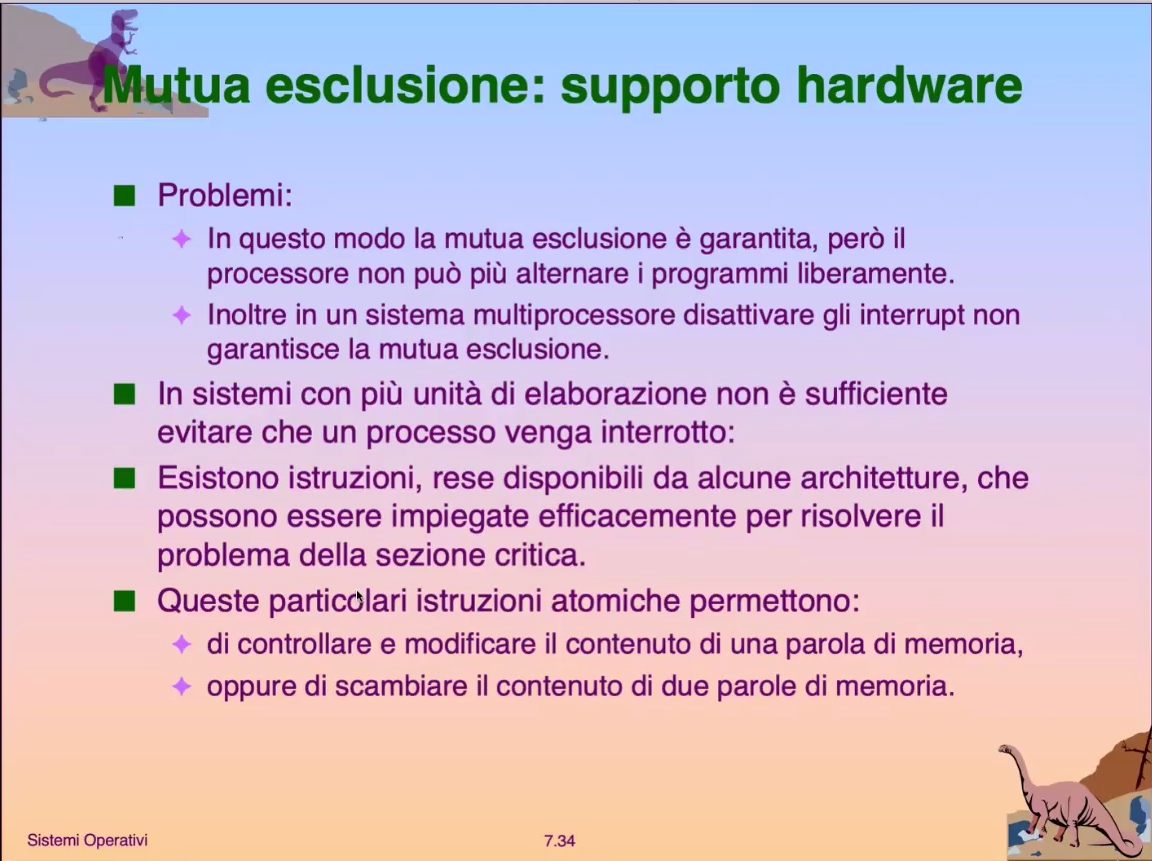 Mutua esclusione: supporto hardware
Problemi:
In questo modo la mutua esclusione è garantita, però il
processore non può più alternare i programmi liberamente.
Inoltre in un sistema multiprocessore disattivare gli interrupt non
garantisce la mutua esclusione.
In sistemi con più unità di elaborazione non è sufficiente
evitare che un processo venga interrotto:
Esistono istruzioni, rese disponibili da alcune architetture, che
possono essere impiegate efficacemente per risolvere il
problema della sezione critica.
Queste particolari istruzioni atomiche permettono:
di controllare e modificare il contenuto di una parola di memoria,
oppure di scambiare il contenuto di due parole di memoria.
Sistemi Operativi
7.34